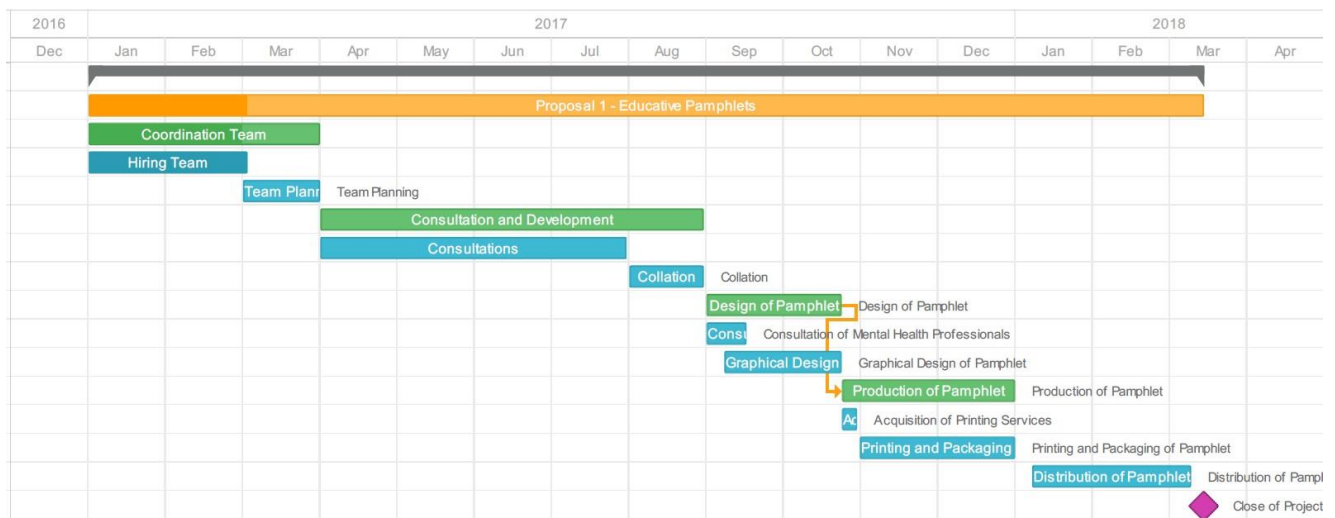 2016 2017 2018
Dec Jan Feb Mar Apr May Jun Jul Aug Sep Oct Nov Dec Jan Feb Mar Apr
Proposal 1 - Educative Pamphlets
Coordination Team
Hiring Team
Team Plann Team Planning
Consultation and Development
Consultations
Collation Collation
Design of Pamphlet Design of Pamphlet
Consu Consultation of Mental Health Professionals
Graphical Design Graphical Design of Pamphlet
Production of Pamphlet Production of Pamphlet
Ac Acquisition of Printing Services
Printing and Packaging Printing and Packaging of Pamphlet
Distribution of Pamphlet Distribution of Pamph
Close of Project